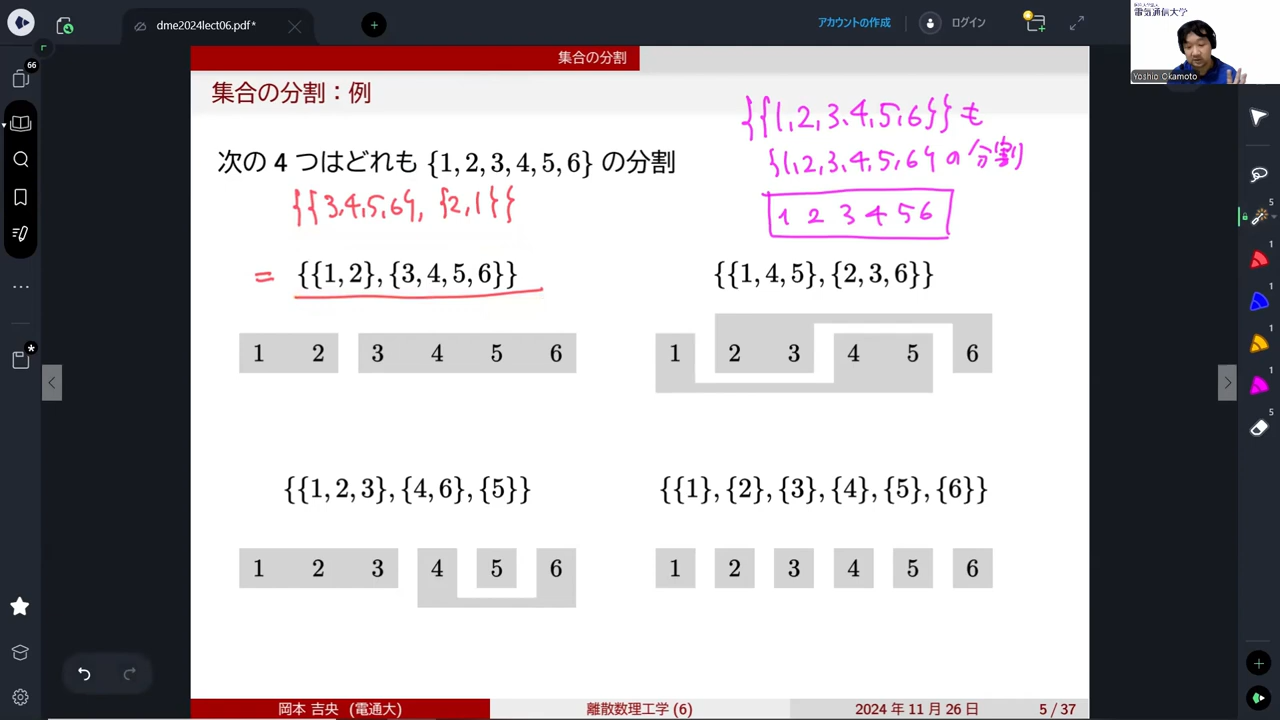 dme2024lect06.pdf*
アカウントの作成
ログイン
電気通信大学
Yoshio Okamoto
66
集合の分割
集合の分割：例
次の 4 つはどれも {1, 2, 3, 4, 5, 6} の分割
{{1,2,3,4,5,6}} も
{1,2,3,4,5,6} の分割
1 2 3 4 5 6
{{3,4,5,6}, {2,1}}
= {{1, 2}, {3, 4, 5, 6}}
1 2 3 4 5 6
{{1, 4, 5}, {2, 3, 6}}
1 2 3 4 5 6
{{1, 2, 3}, {4, 6}, {5}}
1 2 3 4 5 6
{{1}, {2}, {3}, {4}, {5}, {6}}
1 2 3 4 5 6
5
1
1
1
1
5
岡本 吉央 (電通大)
離散数理工学 (6)
2024 年 11 月 26 日
5 / 37